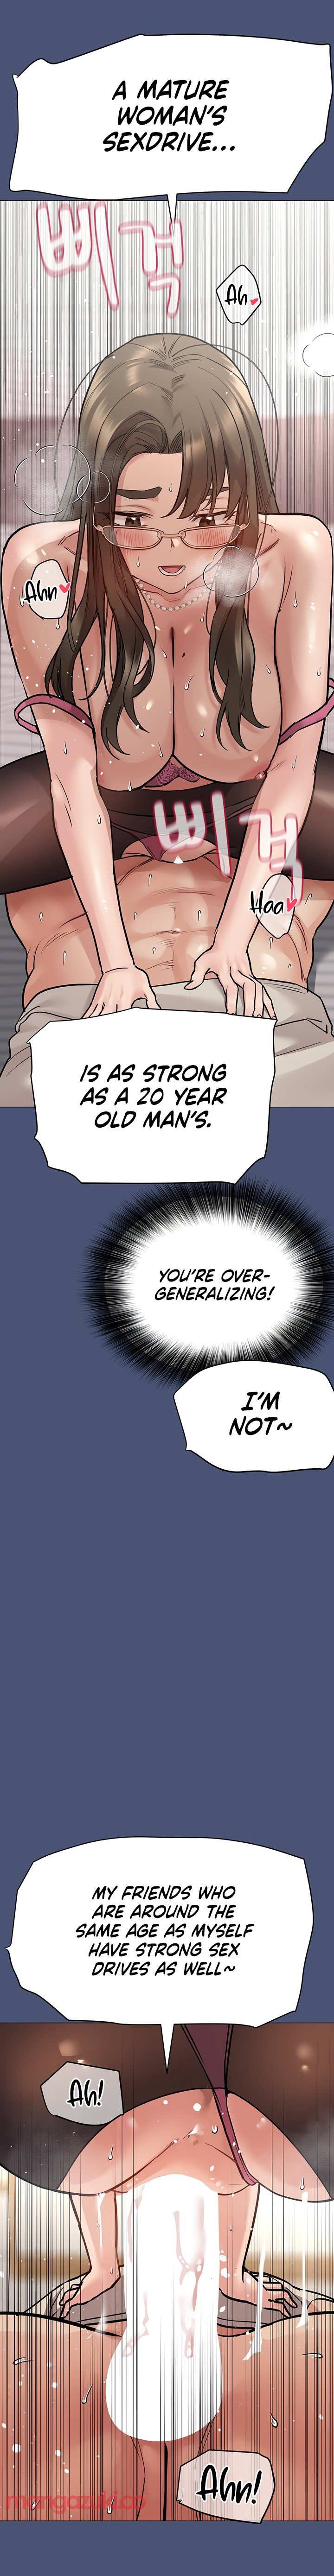 A MATURE
WOMAN'S
SEXDRIVE...
삐걱
Ah
Ahn
삐걱
Haa
IS AS STRONG
AS A 20 YEAR
OLD MAN'S.
YOU'RE OVER-
GENERALIZING!
I'M
NOT~
MY FRIENDS WHO
ARE AROUND THE
SAME AGE AS MYSELF
HAVE STRONG SEX
DRIVES AS WELL~
Ah!
Ahn!